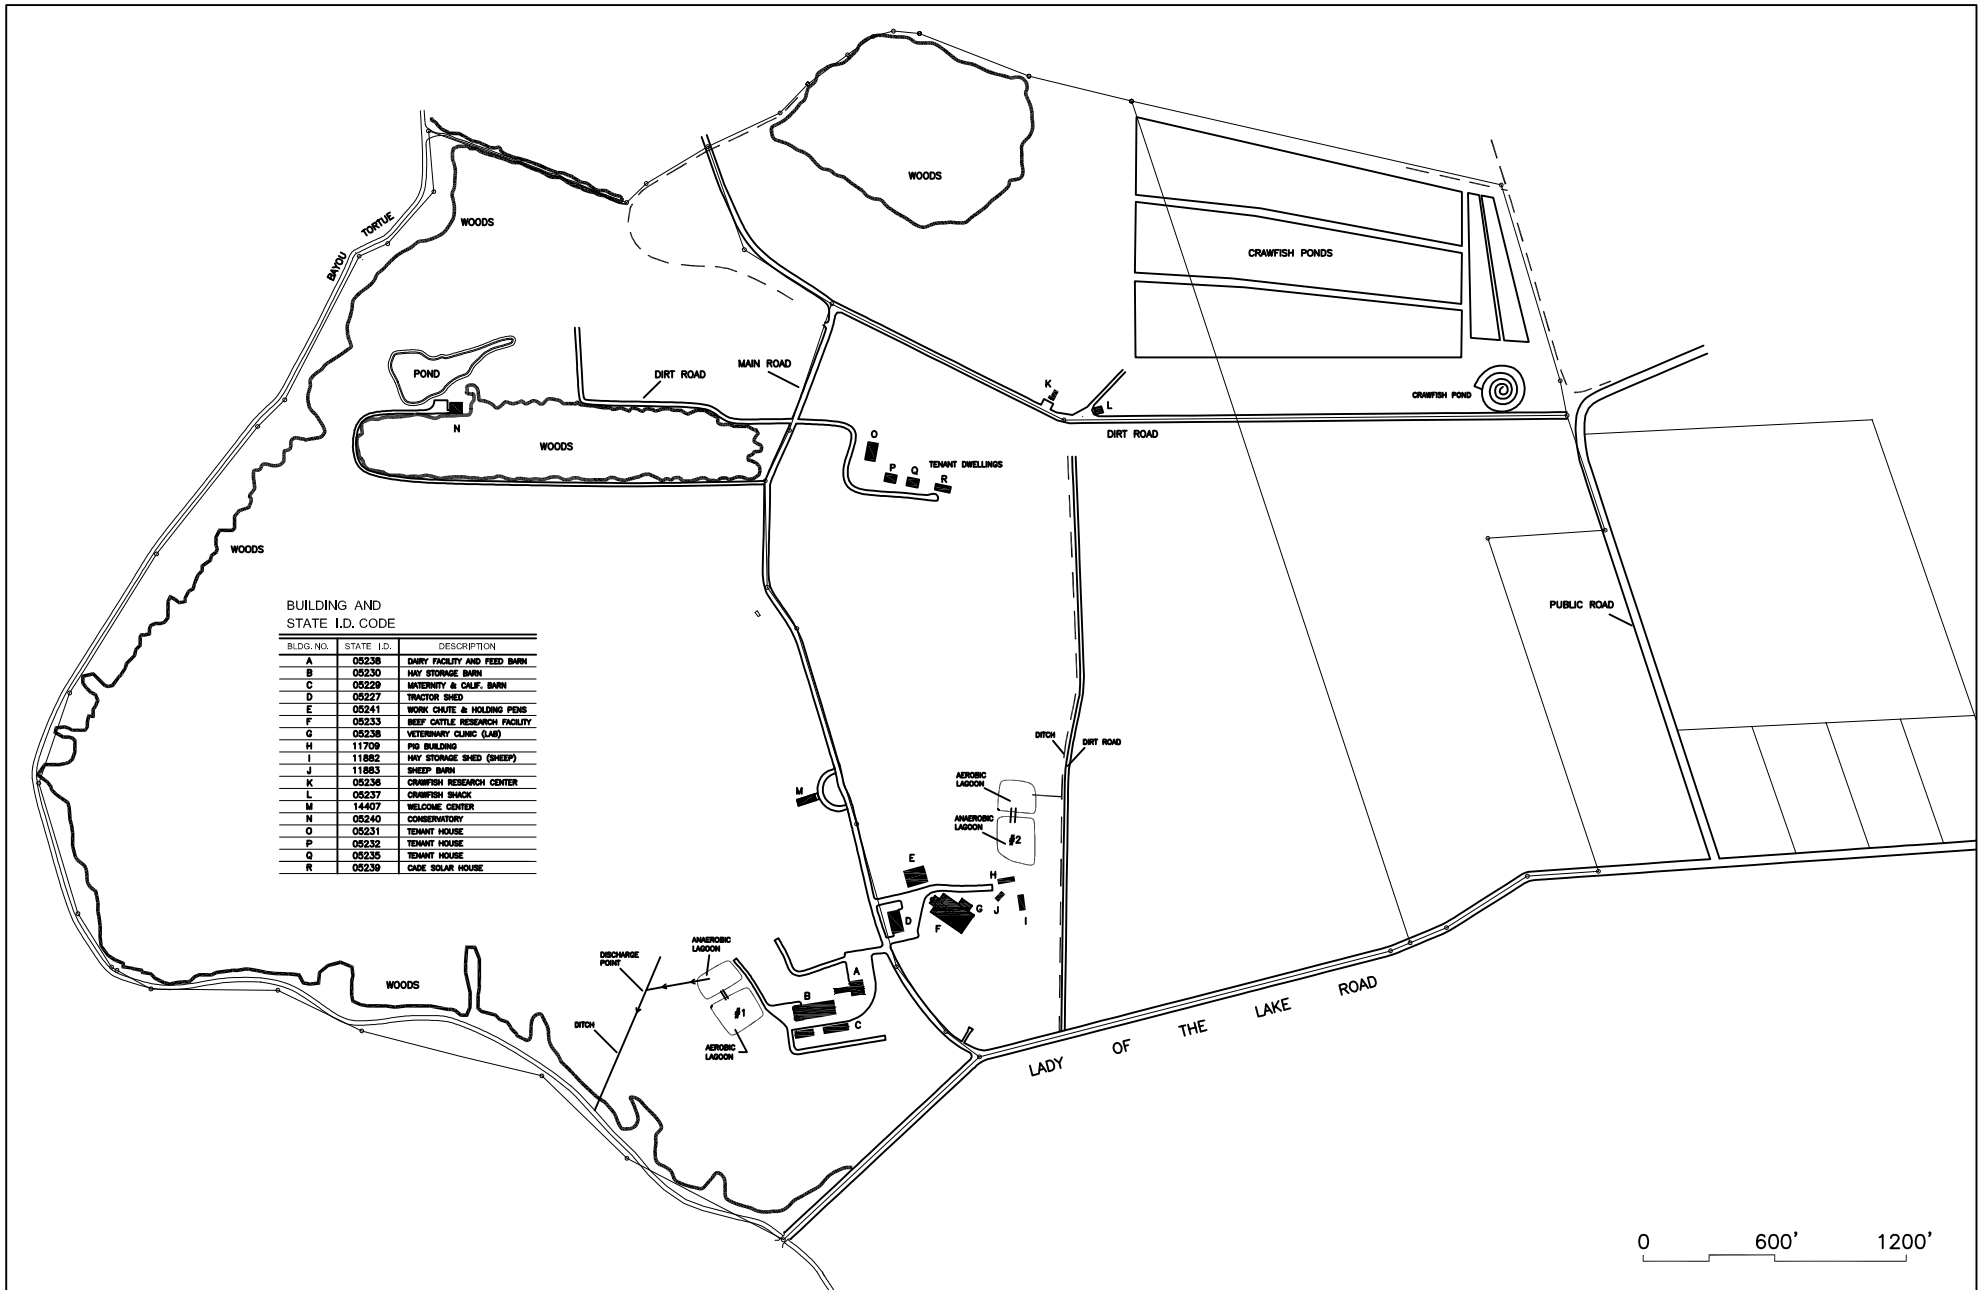 WOODS
WOODS
BAYOU TORTUE
CRAWFISH PONDS
POND
DIRT ROAD
MAIN ROAD
K
L
CRAWFISH POND
N
WOODS
O
DIRT ROAD
P
Q
TENANT DWELLINGS
R
WOODS
PUBLIC ROAD
BUILDING AND
STATE I.D. CODE
BLDG. NO. STATE I.D. DESCRIPTION
A 05238 DAIRY FACILITY AND FEED BARN
B 05230 HAY STORAGE BARN
C 05229 MATERNITY & CALF. BARN
D 05227 TRACTOR SHED
E 05241 WORK CHUTE & HOLDING PENS
F 05233 BEEF CATTLE RESEARCH FACILITY
G 05238 VETERINARY CLINIC (LAB)
H 11709 PIG BUILDING
I 11882 HAY STORAGE SHED (SHEEP)
J 11883 SHEEP BARN
K 05236 CRAWFISH RESEARCH CENTER
L 05237 CRAWFISH SHACK
M 14407 WELCOME CENTER
N 05240 CONSERVATORY
O 05231 TENANT HOUSE
P 05232 TENANT HOUSE
Q 05235 TENANT HOUSE
R 05239 CADE SOLAR HOUSE
DITCH
DIRT ROAD
AEROBIC
LAGOON
M
ANAEROBIC
LAGOON
#2
E
H
J
I
G
F
D
ANAEROBIC
LAGOON
DISCHARGE
POINT
WOODS
A
B
#1
C
DITCH
AEROBIC
LAGOON
LADY OF THE LAKE ROAD
0 600' 1200'